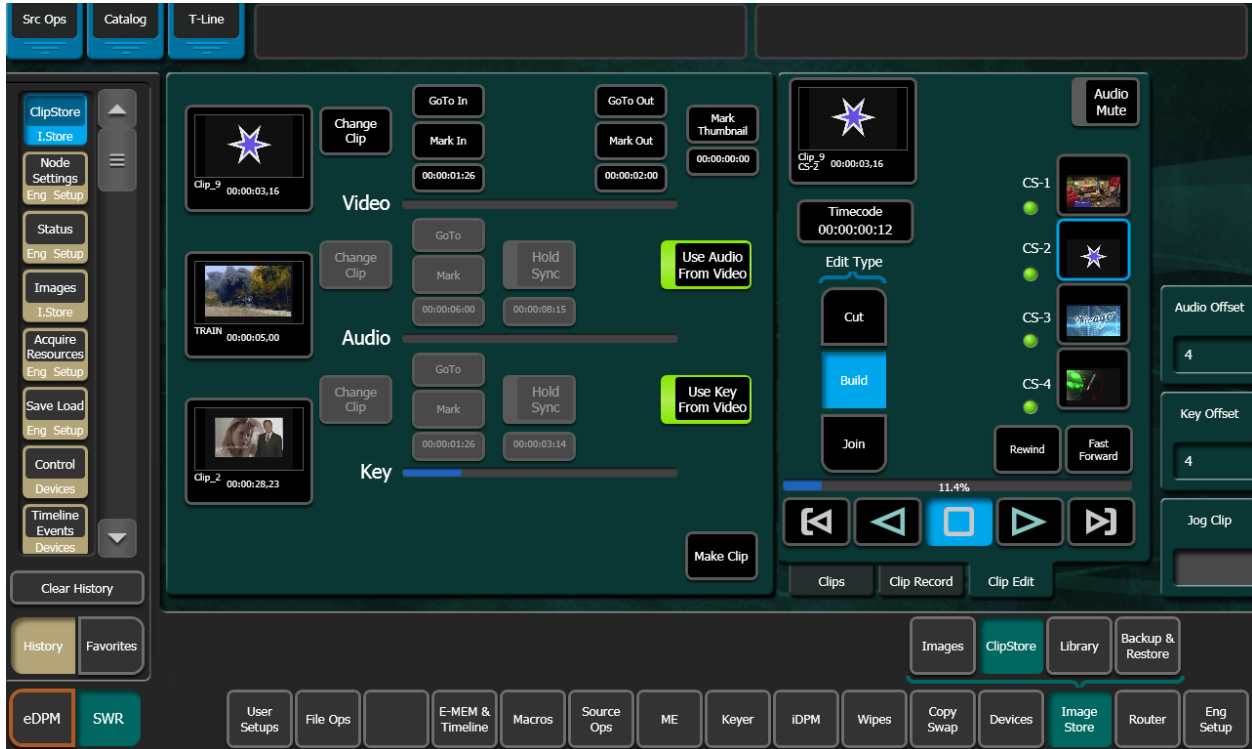 Src Ops
Catalog
T-Line
ClipStore
I.Store
Node
Settings
Eng Setup
Status
Eng Setup
Images
I.Store
Acquire
Resources
Eng Setup
Save Load
Eng Setup
Control
Devices
Timeline
Events
Devices
Clear History
History
Favorites
eDPM
SWR
Clip_9 00:00:03,16
Change
Clip
GoTo In
Mark In
00:00:01:26
GoTo Out
Mark Out
00:00:02:00
Mark
Thumbnail
00:00:00:00
Video
TRAIN 00:00:05,00
Change
Clip
GoTo
Mark
00:00:06:00
Hold
Sync
00:00:08:15
Use Audio
From Video
Audio
Clip_2 00:00:28,23
Change
Clip
GoTo
Mark
00:00:01:26
Hold
Sync
00:00:03:14
Use Key
From Video
Key
Make Clip
Clip_9
CS-2 00:00:03,16
Audio
Mute
Timecode
00:00:00:12
Edit Type
Cut
Build
Join
CS-1
CS-2
CS-3
Chicago
CS-4
Rewind
Fast
Forward
11.4%
Clips
Clip Record
Clip Edit
Audio Offset
4
Key Offset
4
Jog Clip
Images
ClipStore
Library
Backup &
Restore
User
Setups
File Ops
E-MEM &
Timeline
Macros
Source
Ops
ME
Keyer
iDPM
Wipes
Copy
Swap
Devices
Image
Store
Router
Eng
Setup